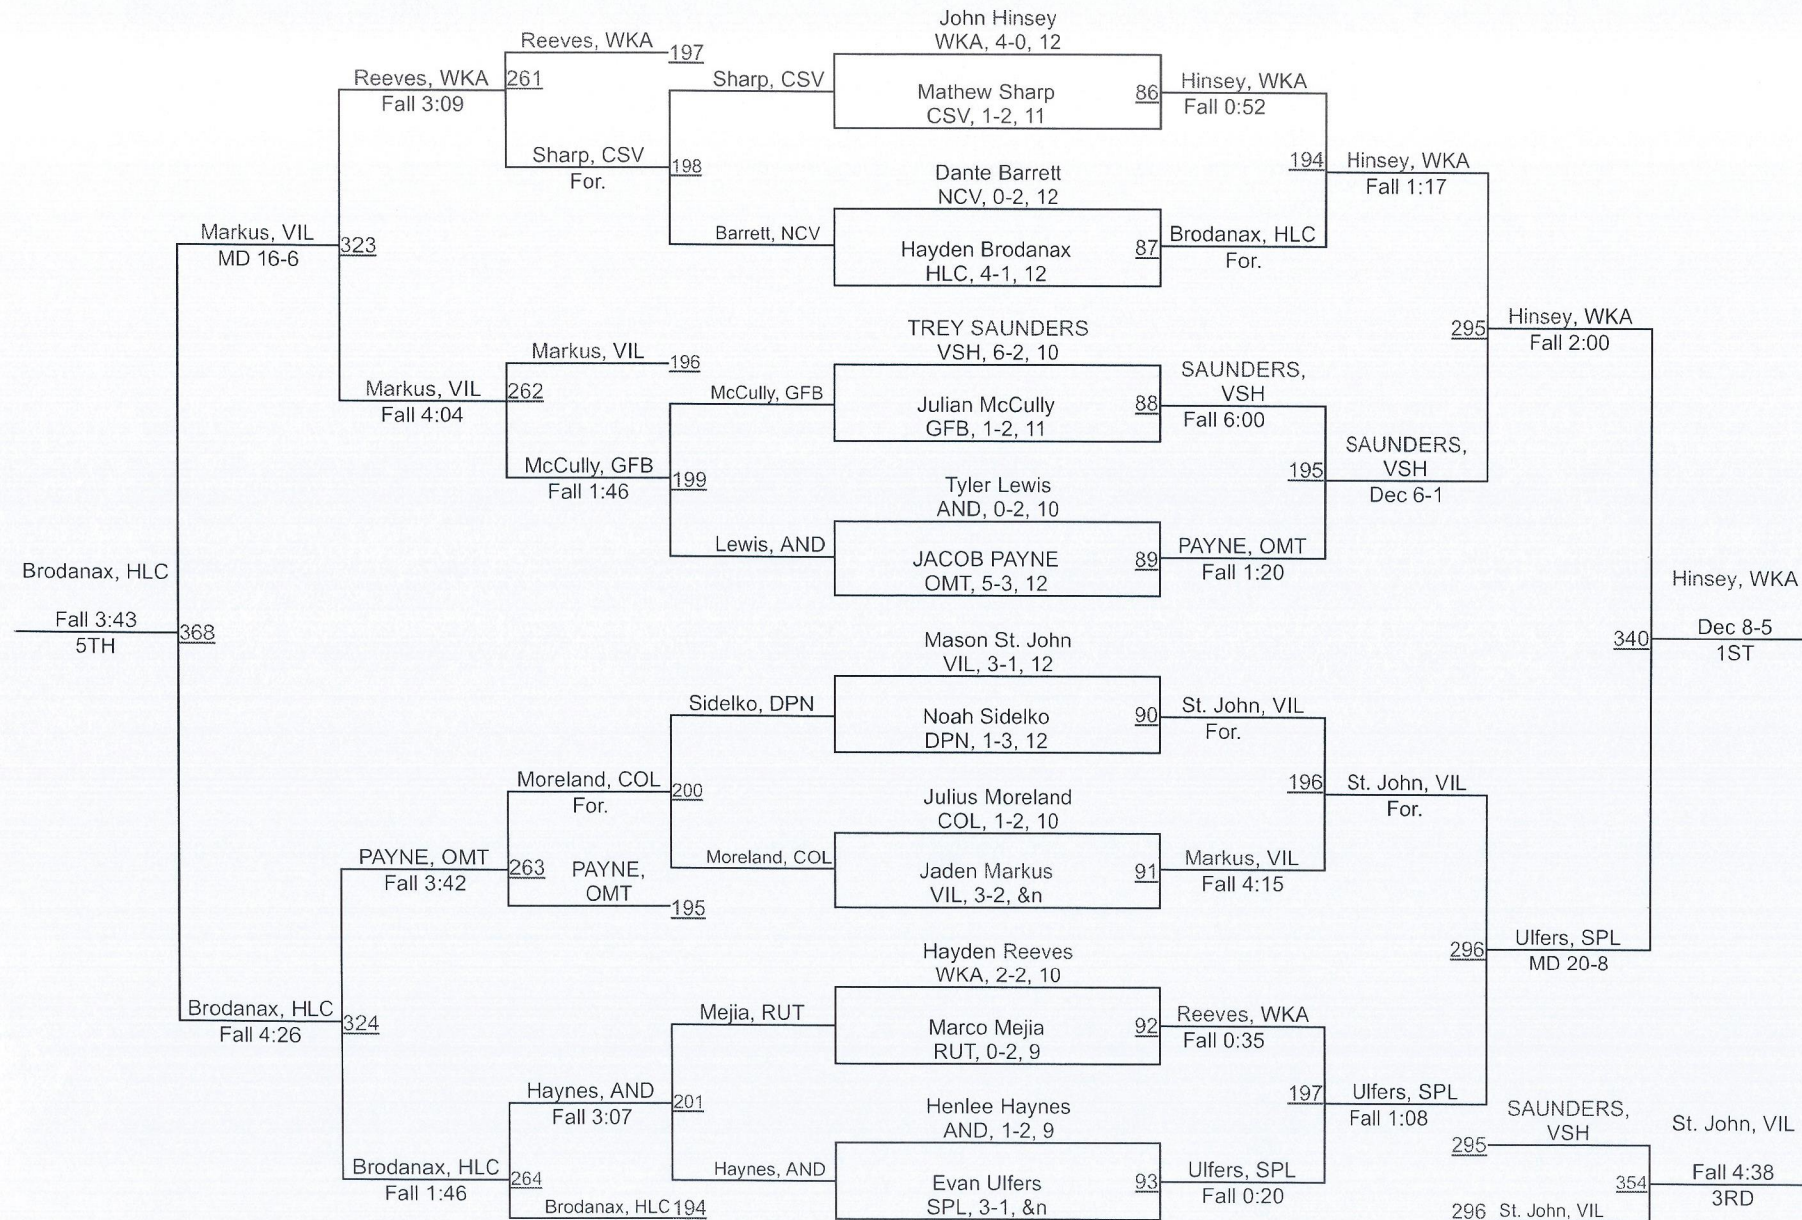 John Hinsey
WKA, 4-0, 12
Mathew Sharp
CSV, 1-2, 11
86
Dante Barrett
NCV, 0-2, 12
Hayden Brodanax
HLC, 4-1, 12
87
TREY SAUNDERS
VSH, 6-2, 10
Julian McCully
GFB, 1-2, 11
88
Tyler Lewis
AND, 0-2, 10
JACOB PAYNE
OMT, 5-3, 12
89
Mason St. John
VIL, 3-1, 12
Noah Sidelko
DPN, 1-3, 12
90
Julius Moreland
COL, 1-2, 10
Jaden Markus
VIL, 3-2, &n
91
Hayden Reeves
WKA, 2-2, 10
Marco Mejia
RUT, 0-2, 9
92
Henlee Haynes
AND, 1-2, 9
Evan Ulfers
SPL, 3-1, &n
93
Hinsey, WKA
Fall 0:52
Brodanax, HLC
For.
SAUNDERS,
VSH
Fall 6:00
PAYNE, OMT
Fall 1:20
St. John, VIL
For.
Markus, VIL
Fall 4:15
Reeves, WKA
Fall 0:35
Ulfers, SPL
Fall 0:20
194
Hinsey, WKA
Fall 1:17
195
SAUNDERS,
VSH
Dec 6-1
196
St. John, VIL
For.
197
Ulfers, SPL
Fall 1:08
295
Hinsey, WKA
Fall 2:00
296
Ulfers, SPL
MD 20-8
340
Hinsey, WKA
Dec 8-5
1ST
SAUNDERS,
VSH
295
296
St. John, VIL
354
St. John, VIL
Fall 4:38
3RD
Sharp, CSV
Barrett, NCV
McCully, GFB
Lewis, AND
Sidelko, DPN
Moreland, COL
Mejia, RUT
Haynes, AND
Reeves, WKA
197
Sharp, CSV
For.
198
Markus, VIL
196
McCully, GFB
Fall 1:46
199
Moreland, COL
For.
200
PAYNE,
OMT
195
Haynes, AND
Fall 3:07
201
Brodanax, HLC
194
Reeves, WKA
Fall 3:09
261
Markus, VIL
Fall 4:04
262
PAYNE, OMT
Fall 3:42
263
Brodanax, HLC
Fall 1:46
264
Markus, VIL
MD 16-6
323
Brodanax, HLC
Fall 4:26
324
Brodanax, HLC
Fall 3:43
5TH
368